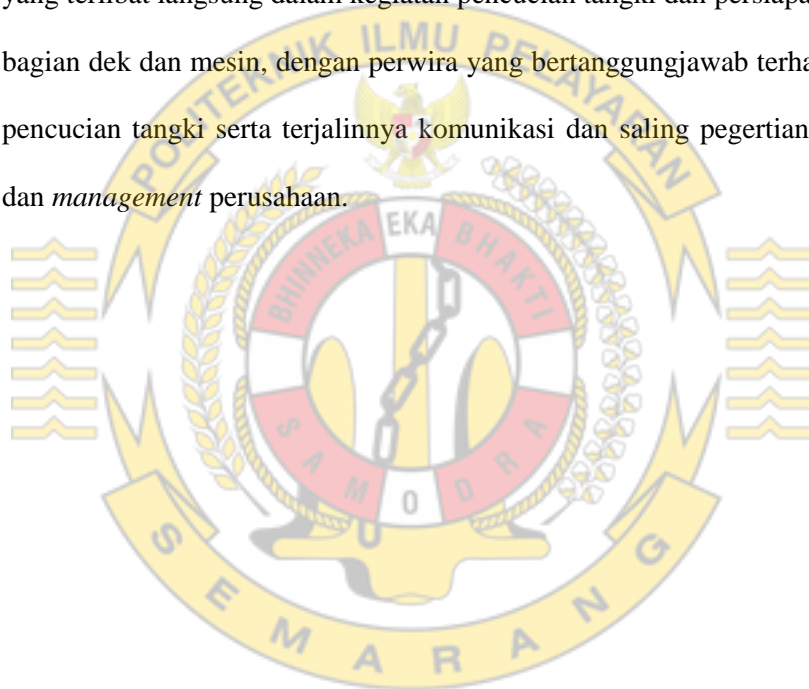 yang terlibat langsung dalam kegiatan pencucian tangki dan persiapa
bagian dek dan mesin, dengan perwira yang bertanggungjawab terha
pencucian tangki serta terjalinnya komunikasi dan saling pegertian
dan management perusahaan.
POLITEKNIK ILMU PELAYARAN
BHINNEKA EKA BHAKTI
SAMODRA
SEMARANG